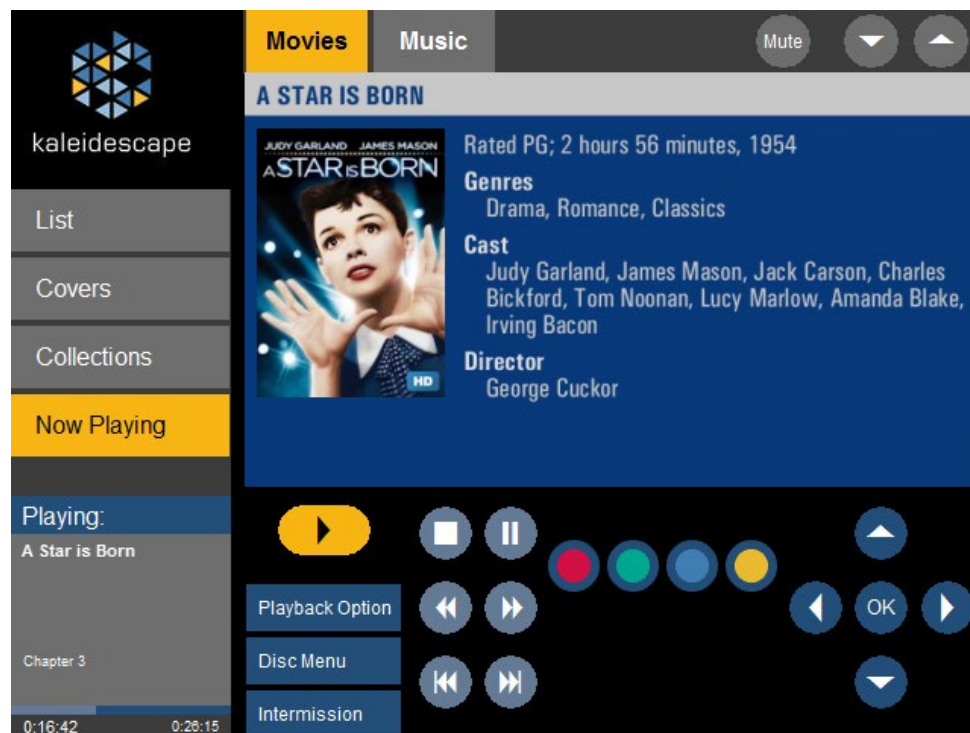 kaleidescape
Movies
Music
Mute
A STAR IS BORN
JUDY GARLAND JAMES MASON
A STAR IS BORN
HD
Rated PG; 2 hours 56 minutes, 1954
Genres
Drama, Romance, Classics
Cast
Judy Garland, James Mason, Jack Carson, Charles
Bickford, Tom Noonan, Lucy Marlow, Amanda Blake,
Irving Bacon
Director
George Cuckor
List
Covers
Collections
Now Playing
Playing:
A Star is Born
Chapter 3
0:16:42 0:26:15
Playback Option
Disc Menu
Intermission
OK